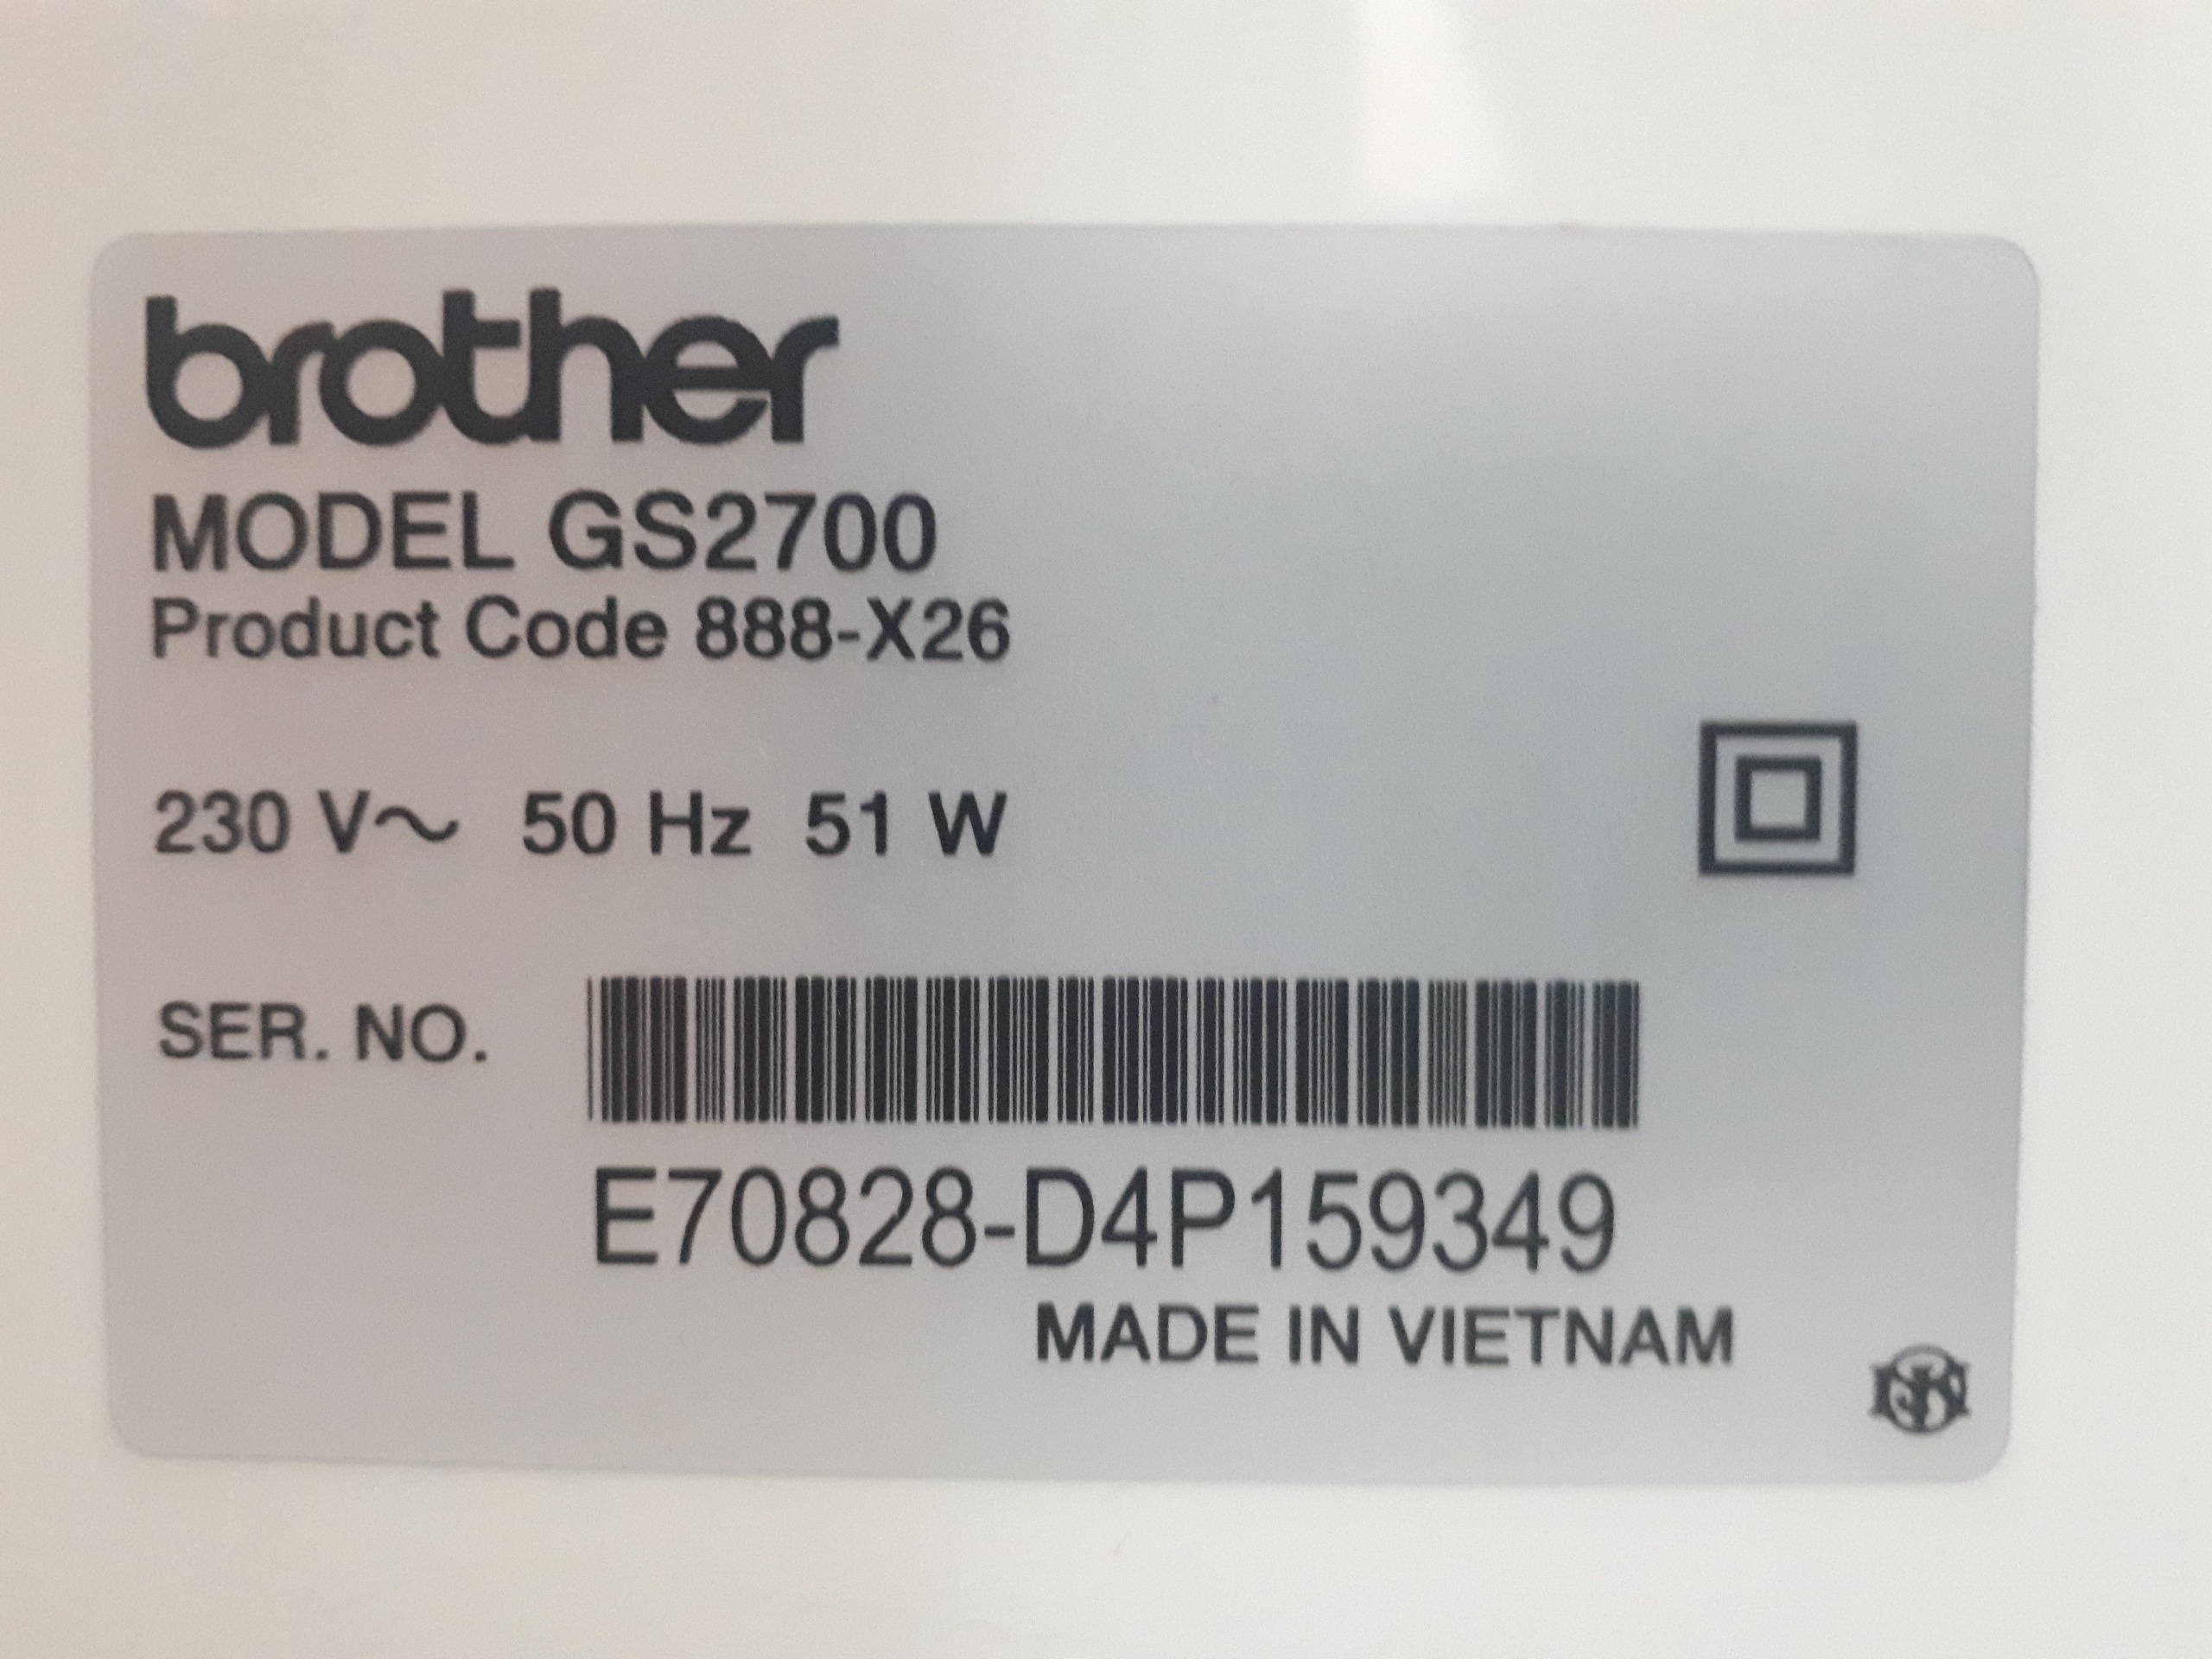 brother
MODEL GS2700
Product Code 888-X26
230 V~ 50 Hz 51 W
SER. NO.
E70828-D4P159349
MADE IN VIETNAM